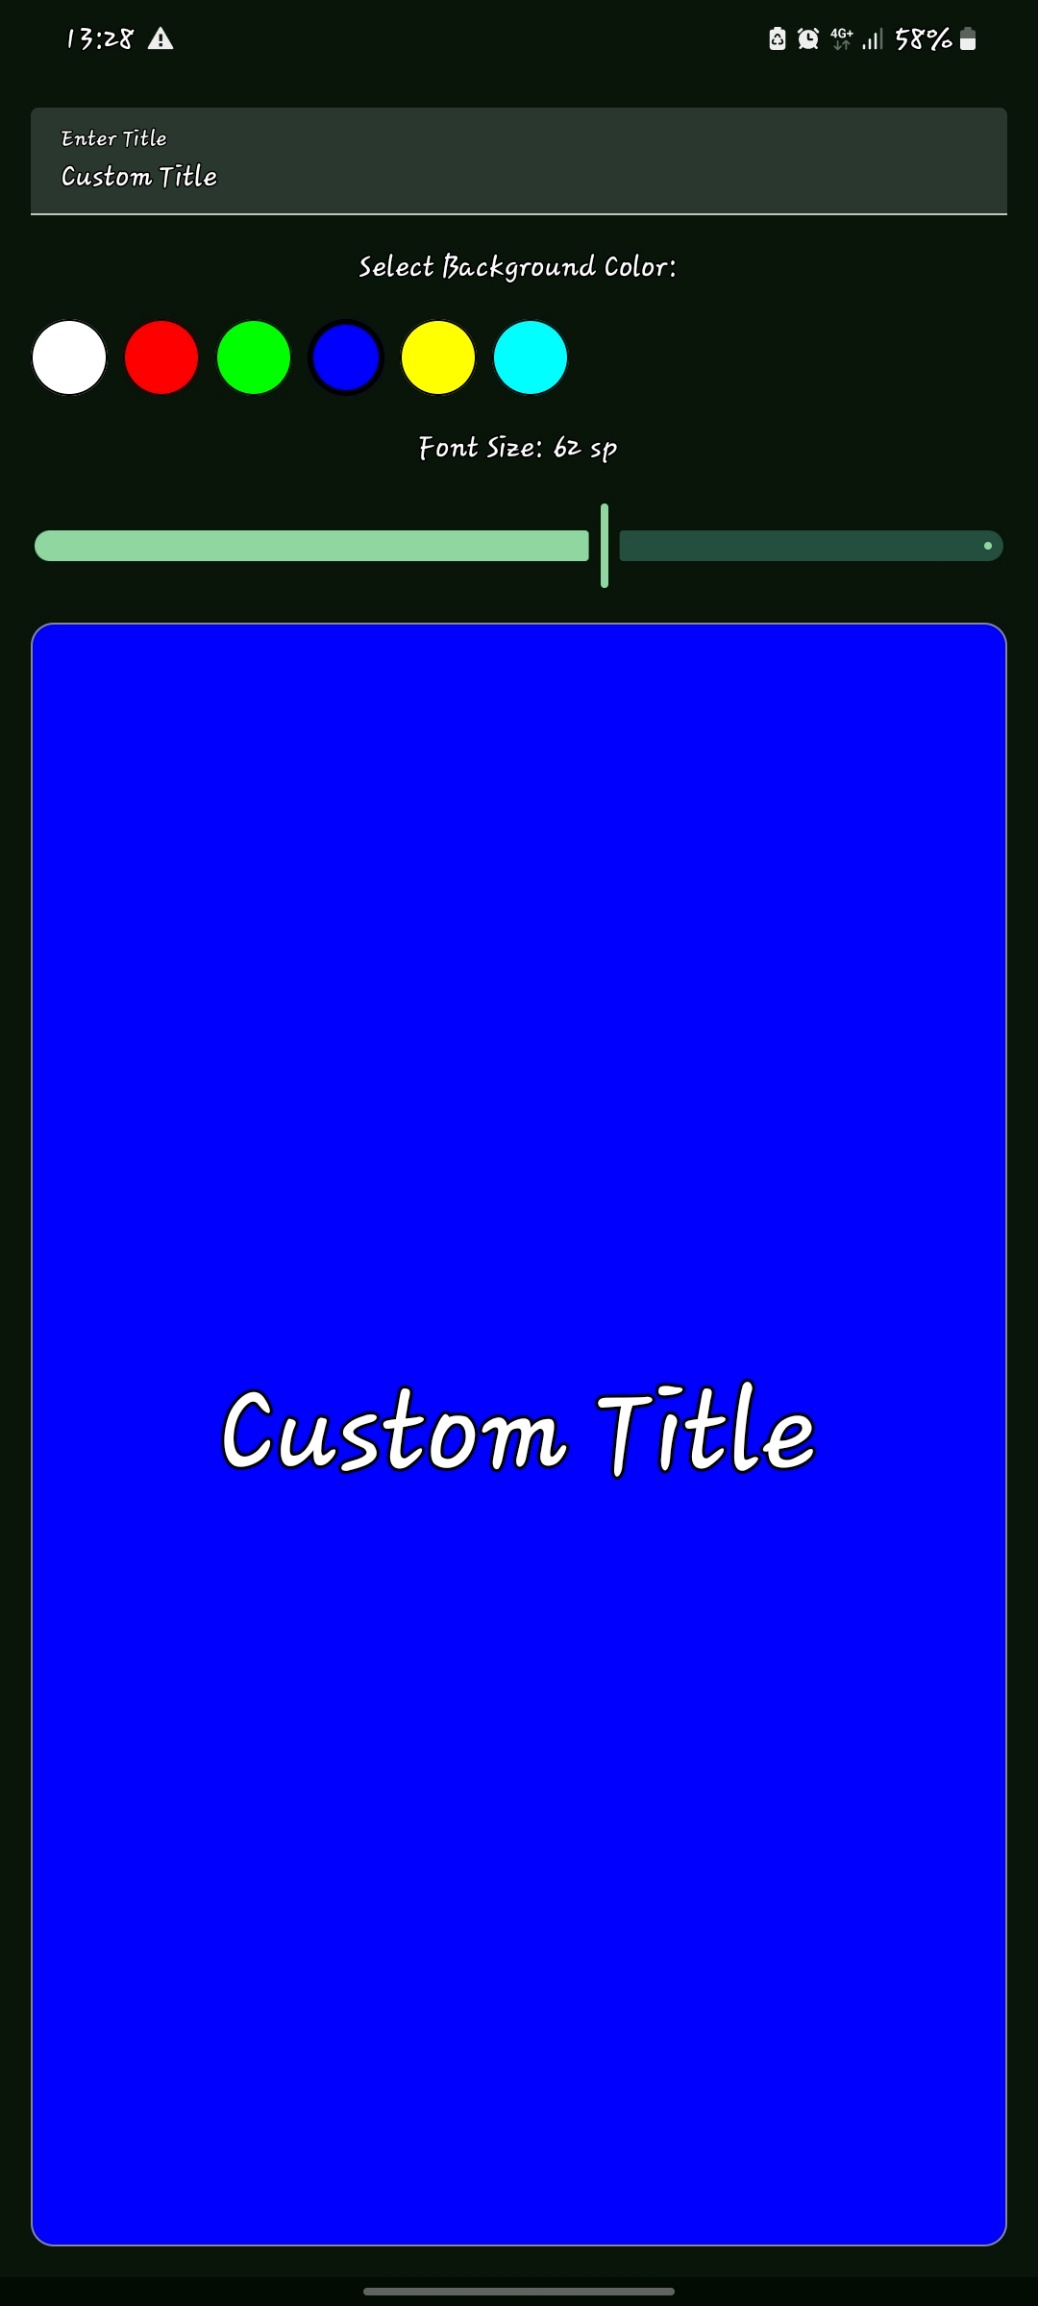 13:28 4G+ 58%
Enter Title
Custom Title
Select Background Color:
Font Size: 62 sp
Custom Title